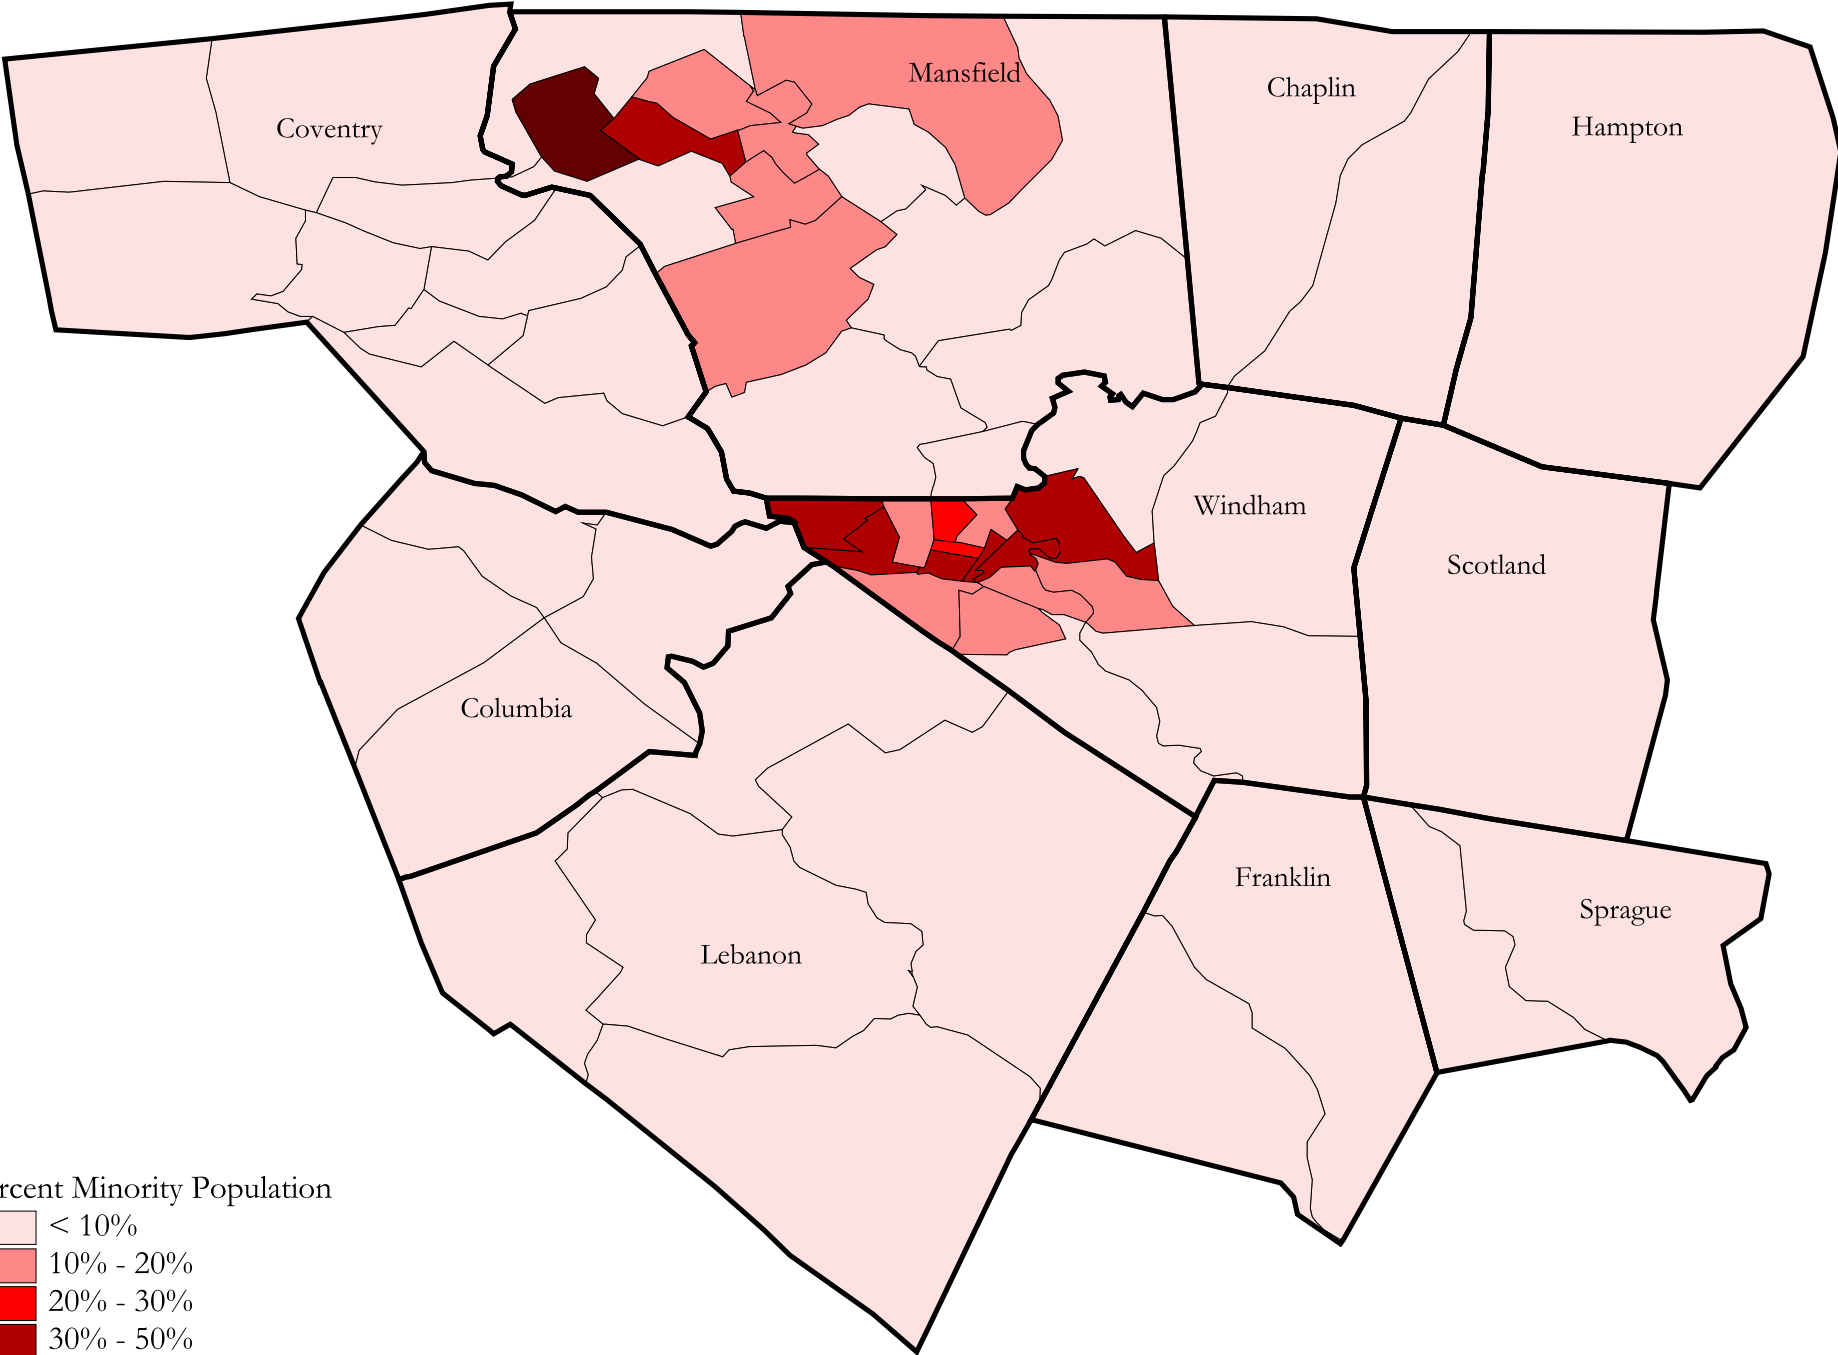 Mansfield
Chaplin
Coventry
Hampton
Windham
Scotland
Columbia
Franklin
Sprague
Lebanon
rcent Minority Population
< 10%
10% - 20%
20% - 30%
30% - 50%